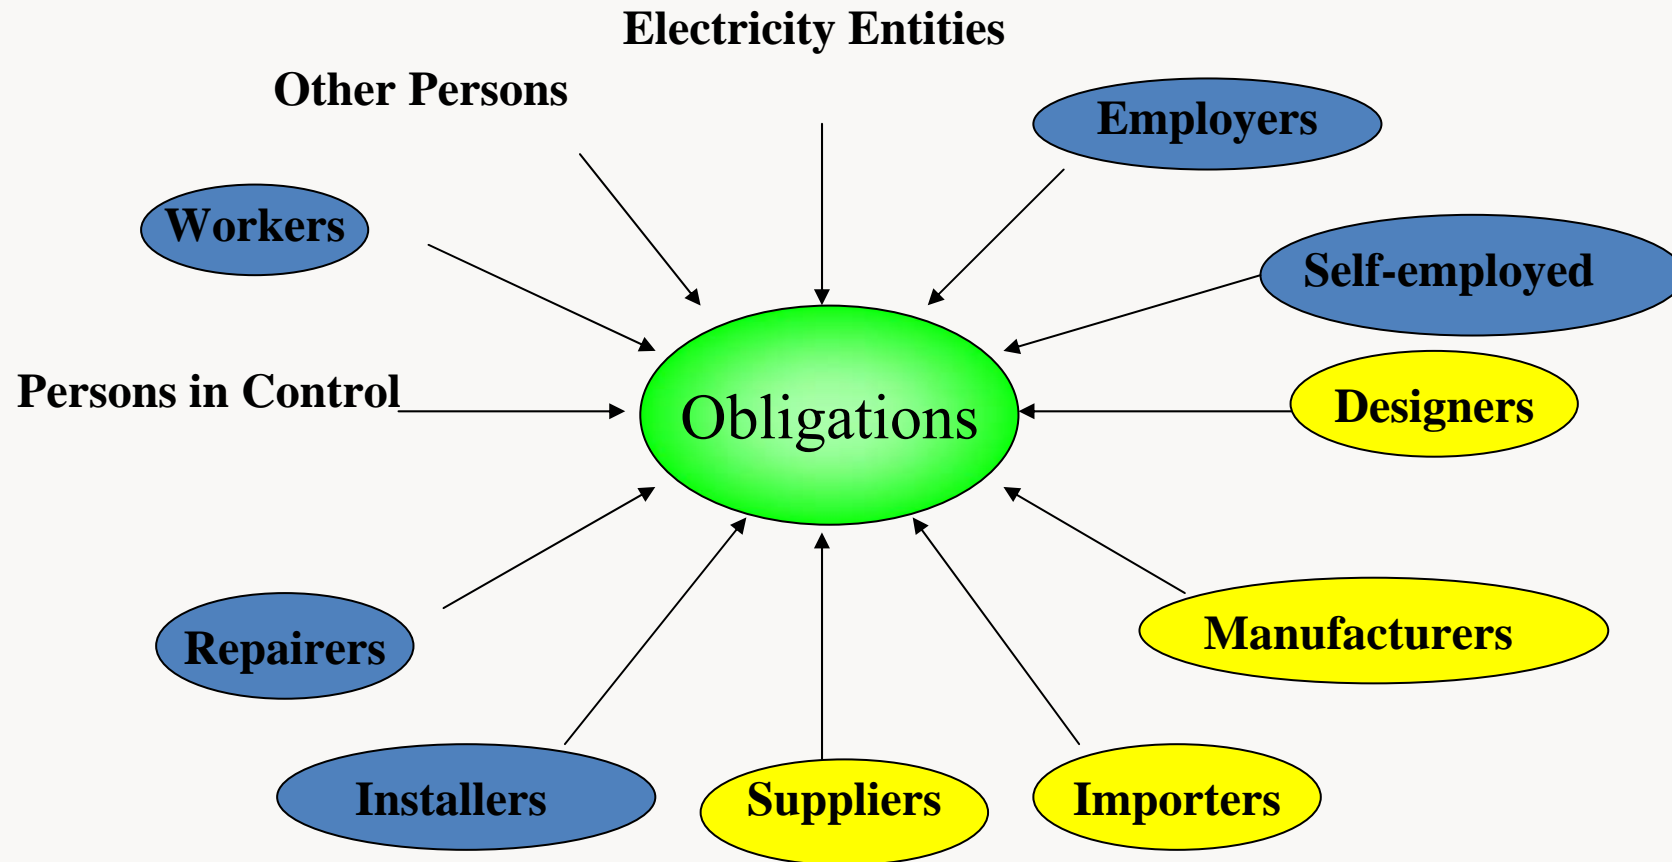 Electricity Entities
Other Persons
Employers
Workers
Self-employed
Persons in Control
Obligations
Designers
Repairers
Manufacturers
Installers
Suppliers
Importers